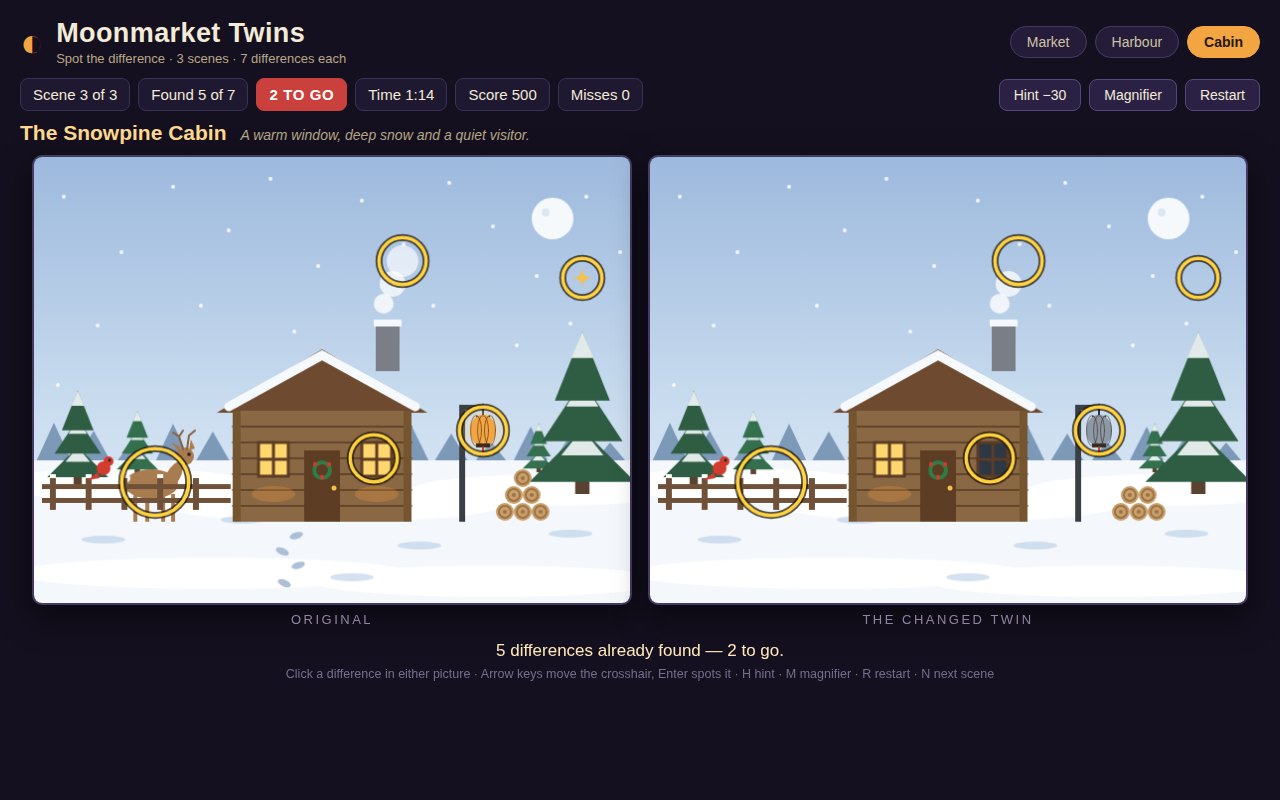 Moonmarket Twins
Spot the difference · 3 scenes · 7 differences each
Market
Harbour
Cabin
Scene 3 of 3
Found 5 of 7
2 TO GO
Time 1:14
Score 500
Misses 0
Hint −30
Magnifier
Restart
The Snowpine Cabin
A warm window, deep snow and a quiet visitor.
ORIGINAL
THE CHANGED TWIN
5 differences already found — 2 to go.
Click a difference in either picture · Arrow keys move the crosshair, Enter spots it · H hint · M magnifier · R restart · N next scene